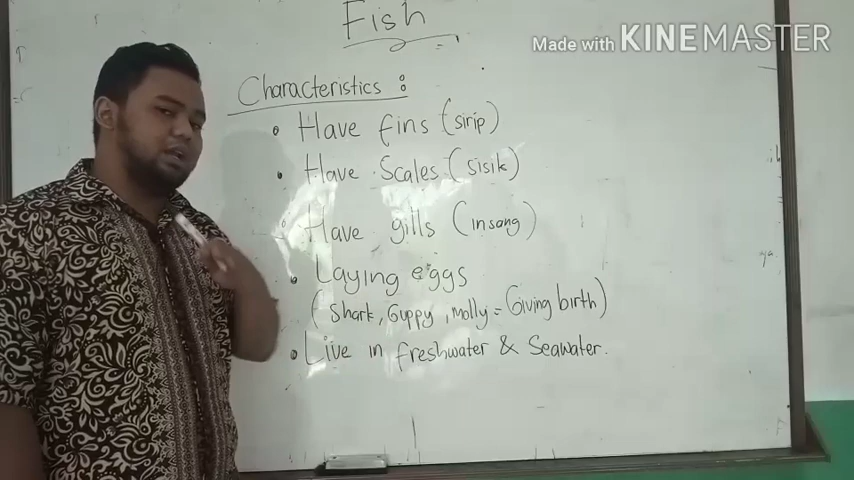 Fish
Made with KINEMASTER
Characteristics :
• Have fins (sirip)
• Have Scales (sisik)
• Have gills (insang)
• Laying eggs
(Shark, Guppy, Molly = Giving birth)
• Live in freshwater & Seawater.